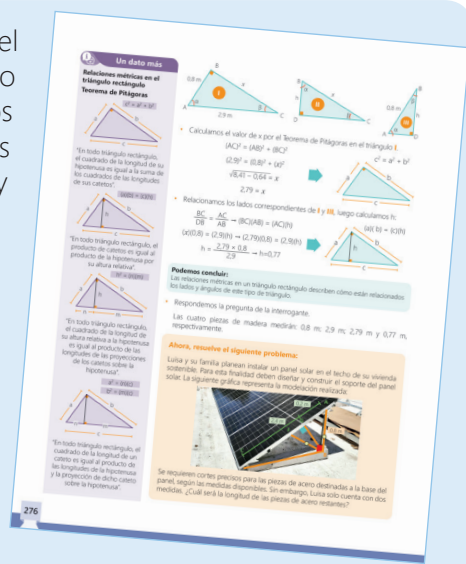 el
o
os
s
y
Un dato más
Relaciones métricas en el
triángulo rectángulo
Teorema de Pitágoras
c² = a² + b²
a
b
c
"En todo triángulo rectángulo,
el cuadrado de la longitud de su
hipotenusa es igual a la suma de
los cuadrados de las longitudes
de sus catetos".
a
b
h
c
"En todo triángulo rectángulo, el
producto de catetos es igual al
producto de la hipotenusa por
su altura relativa".
a
b
h
m
n
"En todo triángulo rectángulo,
el cuadrado de la longitud de
su altura relativa a la hipotenusa
es igual al producto de las
longitudes de las proyecciones
de los catetos sobre la
hipotenusa".
a
b
c
"En todo triángulo rectángulo, el
cuadrado de la longitud de un
cateto es igual al producto de
las longitudes de la hipotenusa
y la proyección de dicho cateto
sobre la hipotenusa".
276
B
0,8 m
I
A
C
2,9 m
B
II
D
C
B
0,8 m
h
III
A
D
Calculamos el valor de x por el Teorema de Pitágoras en el triángulo I.
(AC)² = (AB)² + (BC)²
(2,9)² = (0,8)² + (x)²
√8,41 – 0,64 = x
2,79 = x
c² = a² + b²
a
b
c
Relacionamos los lados correspondientes de I y III, luego calculamos h:
BC/DB = AC/AB → (BC)(AB) = (AC)(h)
(x)(0,8) = (2,9)(h) → (2,79)(0,8) = (2,9)(h)
h = 2,79 × 0,8 / 2,9 → h=0,77
(a)( b) = (c)(h)
a
b
h
c
Podemos concluir:
Las relaciones métricas en un triángulo rectángulo describen cómo están relacionados
los lados y ángulos de este tipo de triángulo.
Respondemos la pregunta de la interrogante.
Las cuatro piezas de madera medirán: 0,8 m; 2,9 m; 2,79 m y 0,77 m,
respectivamente.
Ahora, resuelve el siguiente problema:
Luisa y su familia planean instalar un panel solar en el techo de su vivienda
sostenible. Para esta finalidad deben diseñar y construir el soporte del panel
solar. La siguiente gráfica representa la modelación realizada:
Se requieren cortes precisos para las piezas de acero destinadas a la base del
panel, según las medidas disponibles. Sin embargo, Luisa solo cuenta con dos
medidas. ¿Cuál será la longitud de las piezas de acero restantes?